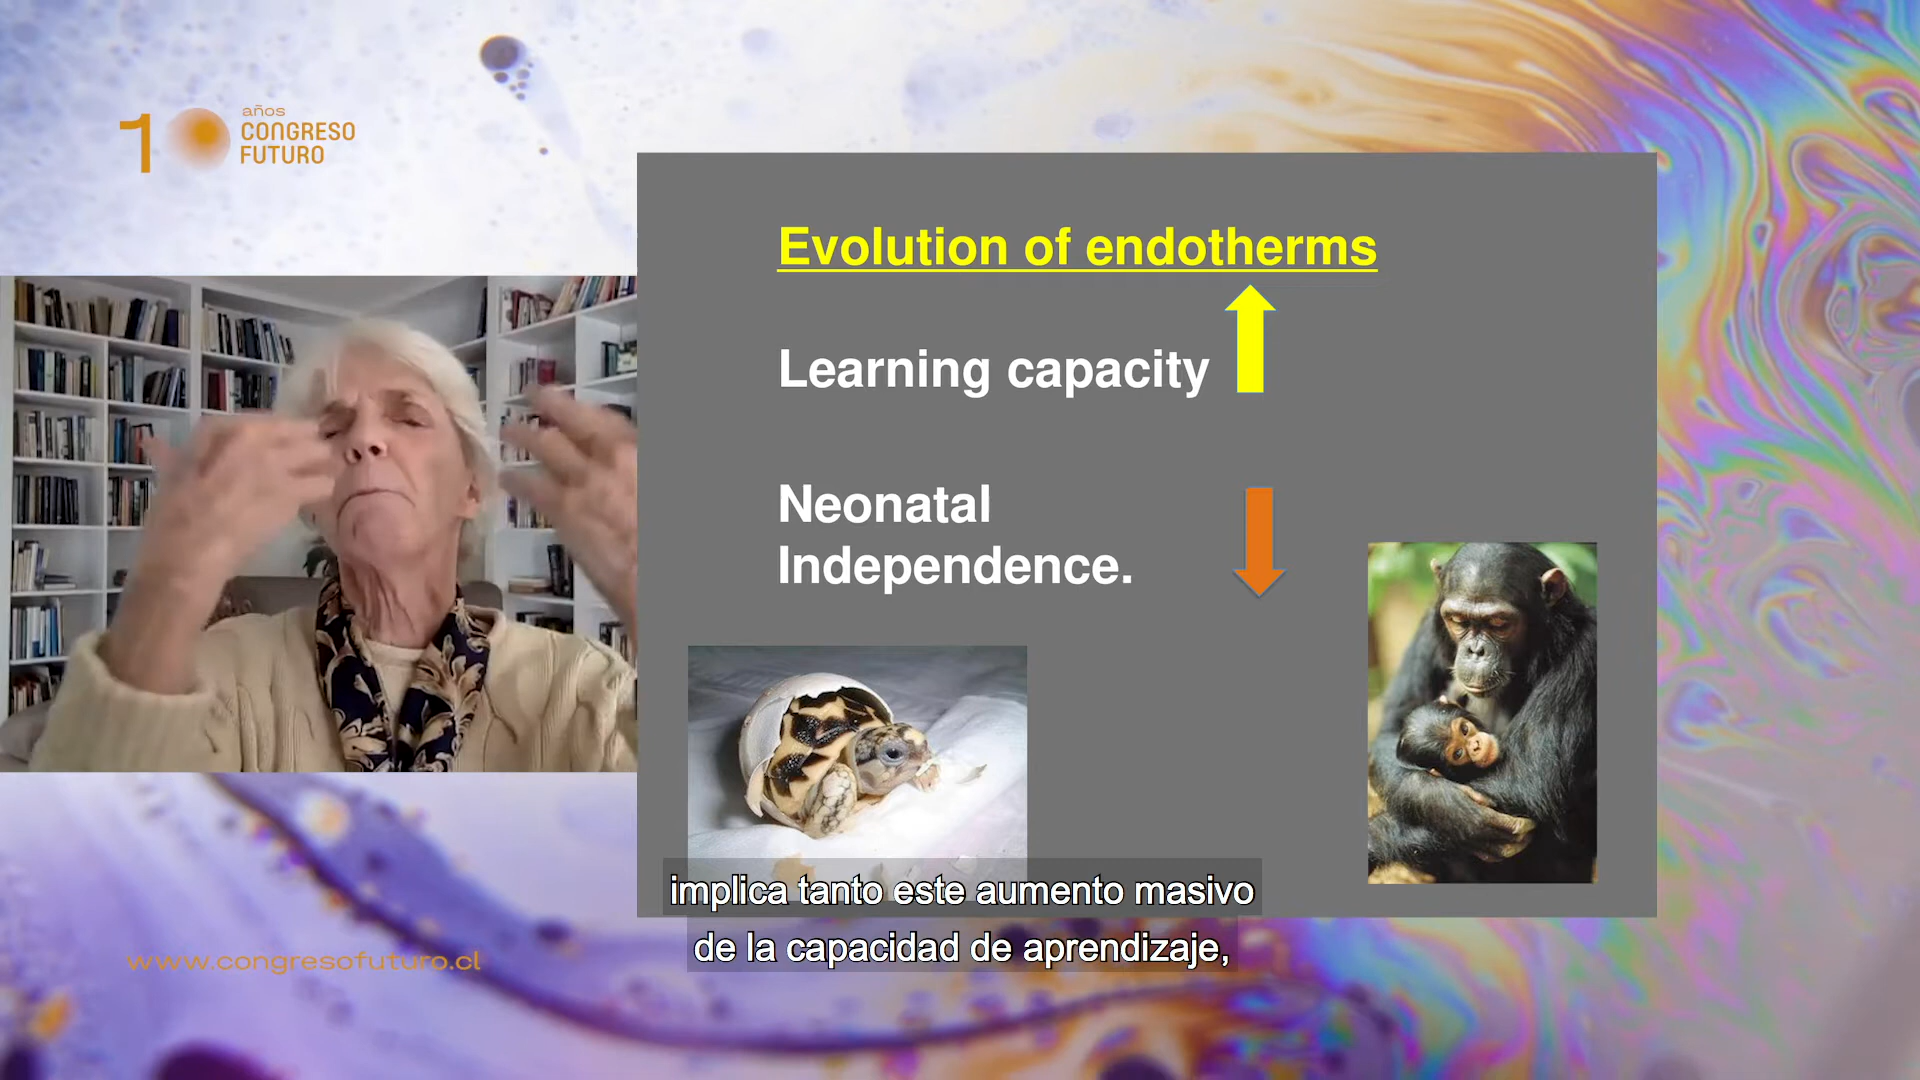 10
años
CONGRESO
FUTURO
Evolution of endotherms
Learning capacity
Neonatal
Independence.
implica tanto este aumento masivo
de la capacidad de aprendizaje,
www.congresofuturo.cl